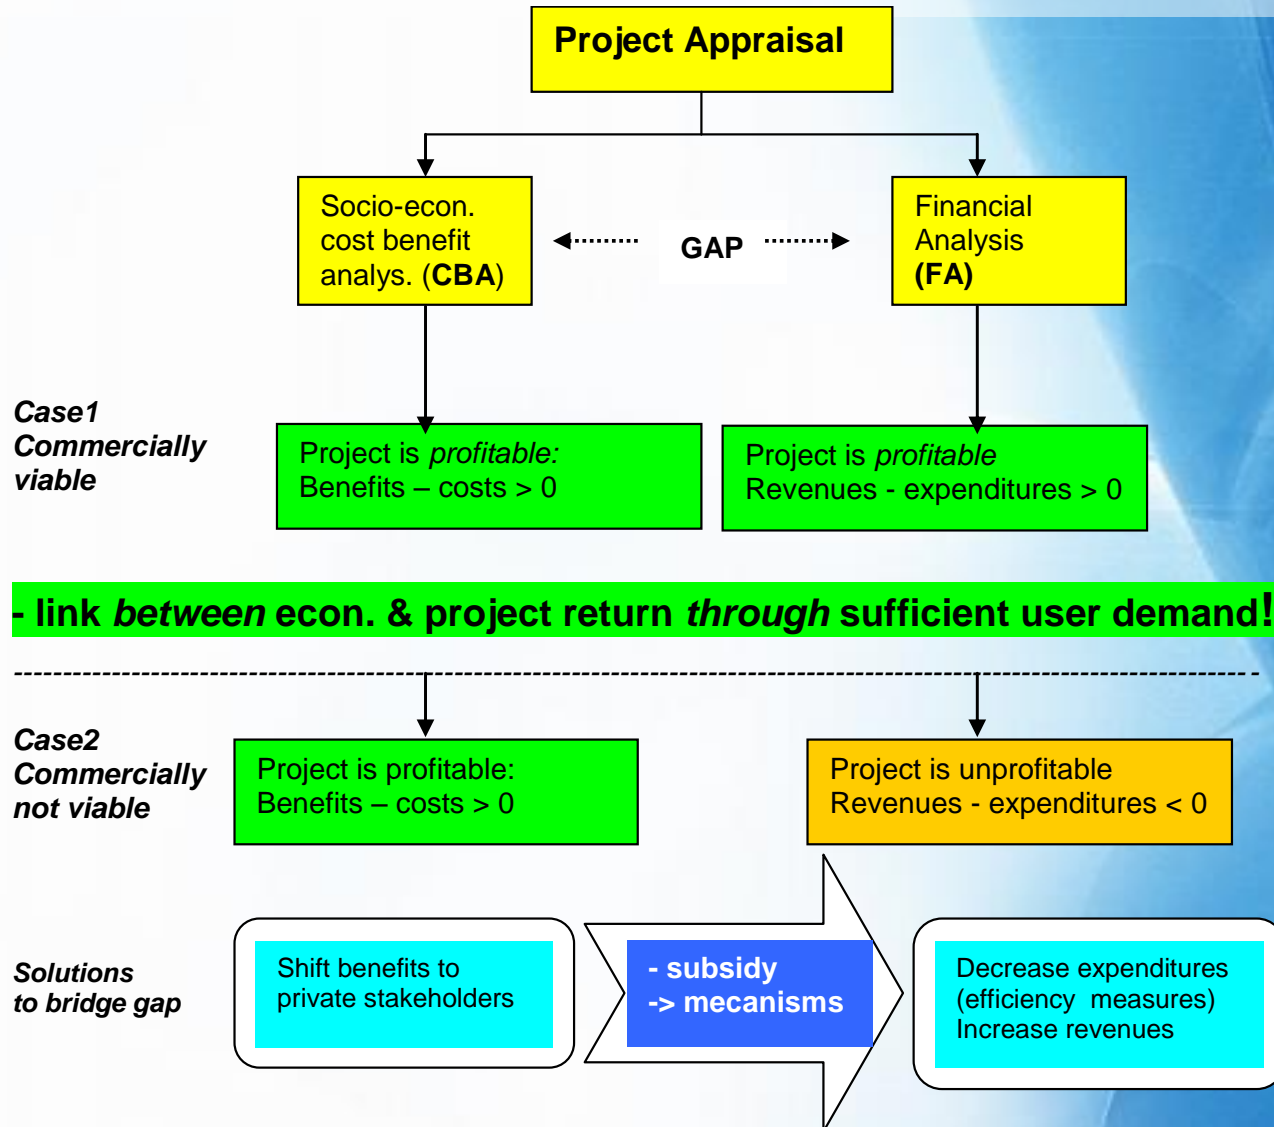 Project Appraisal
Socio-econ.
cost benefit
analys. (CBA)
GAP
Financial
Analysis
(FA)
Case1
Commercially
viable
Project is profitable:
Benefits – costs > 0
Project is profitable
Revenues - expenditures > 0
- link between econ. & project return through sufficient user demand!
Case2
Commercially
not viable
Project is profitable:
Benefits – costs > 0
Project is unprofitable
Revenues - expenditures < 0
Solutions
to bridge gap
Shift benefits to
private stakeholders
- subsidy
-> mecanisms
Decrease expenditures
(efficiency measures)
Increase revenues